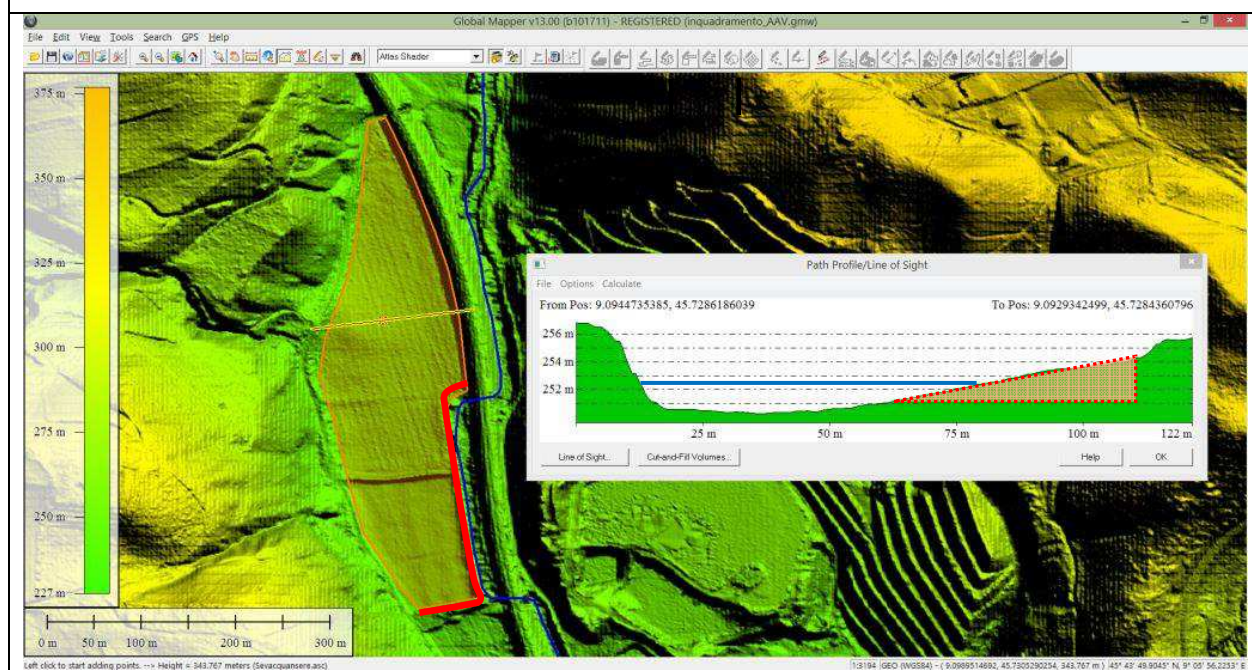 Global Mapper v13.00 (b101711) - REGISTERED (inquadramento_AAV.gmw)
File Edit View Tools Search GPS Help
Atlas Shader
375 m
350 m
325 m
300 m
275 m
250 m
227 m
0 m 50 m 100 m 200 m 300 m
Path Profile/Line of Sight
File Options Calculate
From Pos: 9.0944735385, 45.7286186039 To Pos: 9.0929342499, 45.7284360796
256 m
254 m
252 m
25 m 50 m 75 m 100 m 122 m
Line of Sight... Cut-and-Fill Volumes... Help OK
Left click to start adding points. --> Height = 343.767 meters (Sevacquansere.asc) 1:3194 GEO (WGS84) - ( 9.0989514692, 45.7305290254, 343.767 m ) 45° 43' 49.9045" N, 9° 05' 56.2253" E